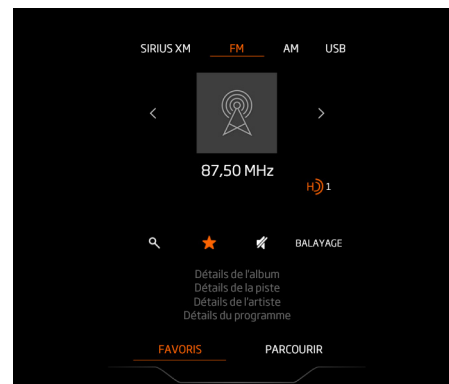 SIRIUS XM FM AM USB
87,50 MHz
HD 1
BALAYAGE
Détails de l'album
Détails de la piste
Détails de l'artiste
Détails du programme
FAVORIS PARCOURIR